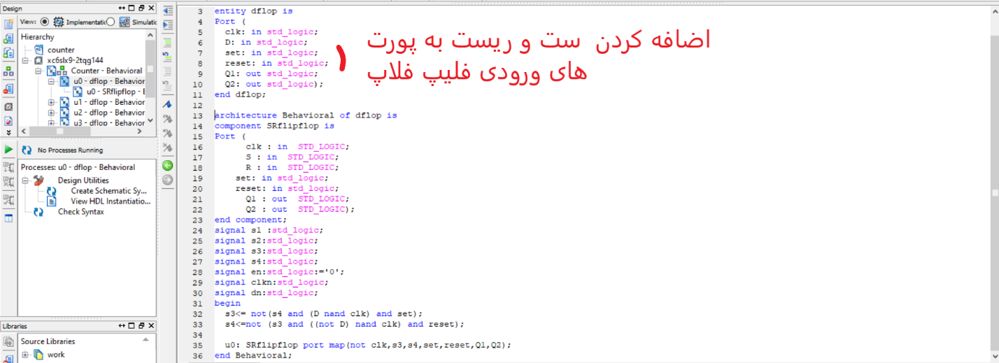 Design
View: Implementatic Simulatic
Hierarchy
counter
xc6slx9-2tqg144
Counter - Behavioral
u0 - dflop - Behavior
u0 - SRflipflop - E
u1 - dflop - Behavior
u2 - dflop - Behavior
u3 - dflop - Behavior
No Processes Running
Processes: u0 - dflop - Behavioral
Design Utilities
Create Schematic Sy...
View HDL Instantiatio...
Check Syntax
Libraries
Source Libraries
work
3 entity dflop is
4 Port (
5 clk: in std_logic;
6 D: in std_logic;
7 set: in std_logic;
8 reset: in std_logic;
9 Q1: out std_logic;
10 Q2: out std_logic);
11 end dflop;
12
13 architecture Behavioral of dflop is
14 component SRflipflop is
15 Port (
16 clk : in STD_LOGIC;
17 S : in STD_LOGIC;
18 R : in STD_LOGIC;
19 set: in std_logic;
20 reset: in std_logic;
21 Q1 : out STD_LOGIC;
22 Q2 : out STD_LOGIC);
23 end component;
24 signal s1 :std_logic;
25 signal s2:std_logic;
26 signal s3:std_logic;
27 signal s4:std_logic;
28 signal en:std_logic:='0';
29 signal clkn:std_logic;
30 signal dn:std_logic;
31 begin
32 s3<= not(s4 and (D nand clk) and set);
33 s4<=not (s3 and ((not D) nand clk) and reset);
34
35 u0: SRflipflop port map(not clk,s3,s4,set,reset,Q1,Q2);
36 end Behavioral;
۱
اضافه کردن ست و ریست به پورت
های ورودی فلیپ فلاپ